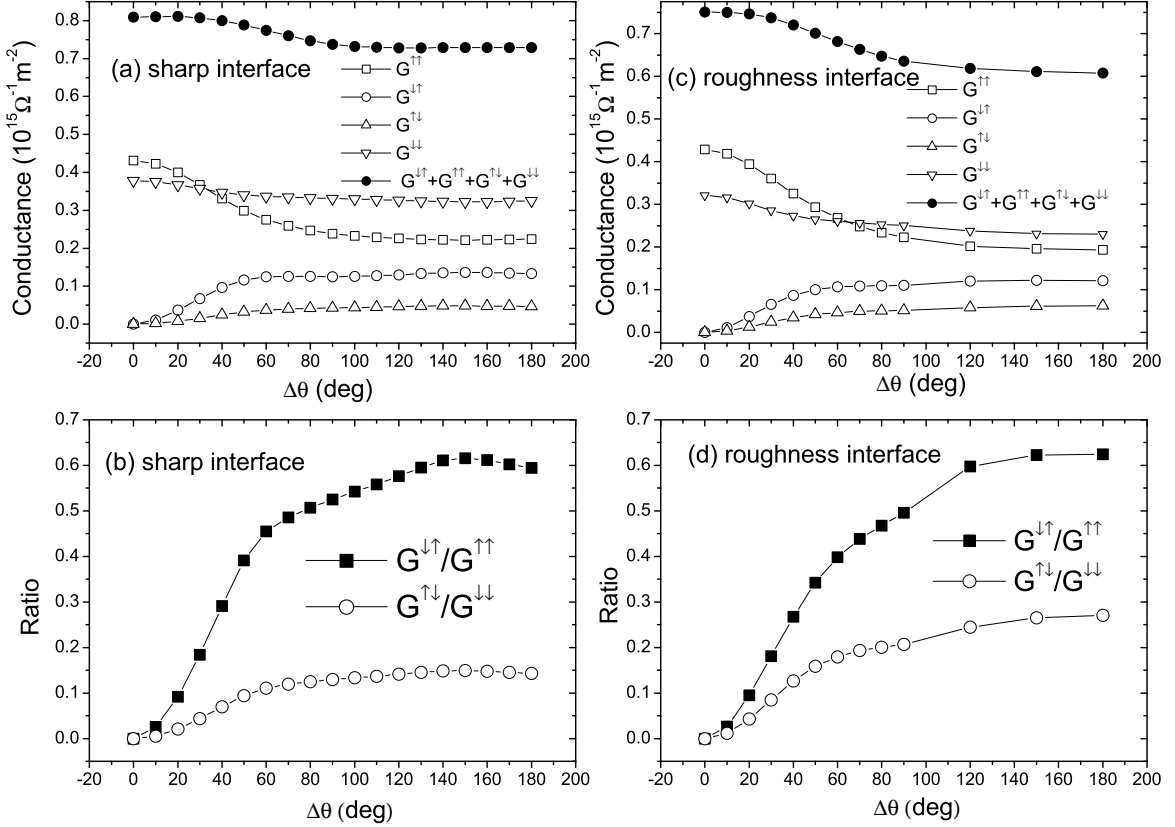 0.8
0.7
0.6
0.5
0.4
0.3
0.2
0.1
0.0
Conductance (10¹⁵Ω⁻¹m⁻²)
(a) sharp interface
G↑↑
G↓↑
G↑↓
G↓↓
G↓↑+G↑↑+G↑↓+G↓↓
-20 0 20 40 60 80 100 120 140 160 180 200
Δθ (deg)
0.7
0.6
0.5
0.4
0.3
0.2
0.1
0.0
Conductance (10¹⁵Ω⁻¹m⁻²)
(c) roughness interface
G↑↑
G↓↑
G↑↓
G↓↓
G↓↑+G↑↑+G↑↓+G↓↓
-20 0 20 40 60 80 100 120 140 160 180 200
Δθ (deg)
0.7
0.6
0.5
0.4
0.3
0.2
0.1
0.0
Ratio
(b) sharp interface
G↓↑/G↑↑
G↑↓/G↓↓
-20 0 20 40 60 80 100 120 140 160 180 200
Δθ (deg)
0.7
0.6
0.5
0.4
0.3
0.2
0.1
0.0
Ratio
(d) roughness interface
G↓↑/G↑↑
G↑↓/G↓↓
-20 0 20 40 60 80 100 120 140 160 180 200
Δθ (deg)